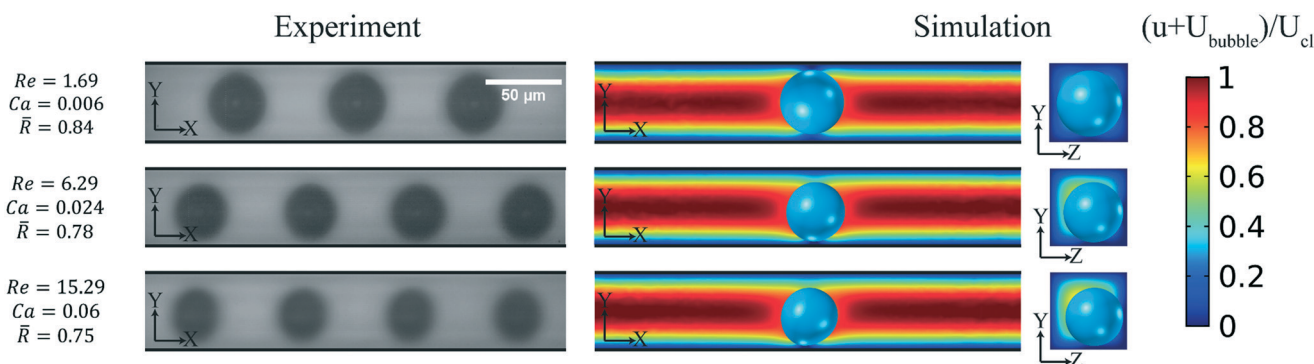 Experiment
Simulation
(u+U_bubble)/U_cl
Re = 1.69
Ca = 0.006
R̄ = 0.84
Y
X
50 µm
Y
X
Y
Z
Re = 6.29
Ca = 0.024
R̄ = 0.78
Y
X
Y
X
Y
Z
Re = 15.29
Ca = 0.06
R̄ = 0.75
Y
X
Y
X
Y
Z
1
0.8
0.6
0.4
0.2
0